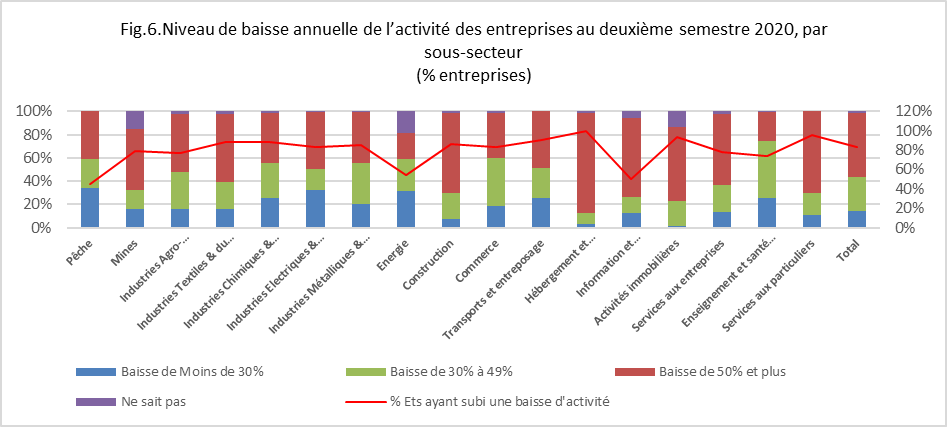 Fig.6.Niveau de baisse annuelle de l’activité des entreprises au deuxième semestre 2020, par
sous-secteur
(% entreprises)
100%
80%
60%
40%
20%
0%
120%
100%
80%
60%
40%
20%
0%
Pêche
Mines
Industries Agro-…
Industries Textiles & du…
Industries Chimiques &…
Industries Electriques &…
Industries Métalliques &…
Energie
Construction
Commerce
Transports et entreposage
Hébergement et…
Information et…
Activités immobilières
Services aux entreprises
Enseignement et santé…
Services aux particuliers
Total
Baisse de Moins de 30%
Baisse de 30% à 49%
Baisse de 50% et plus
Ne sait pas
% Ets ayant subi une baisse d'activité